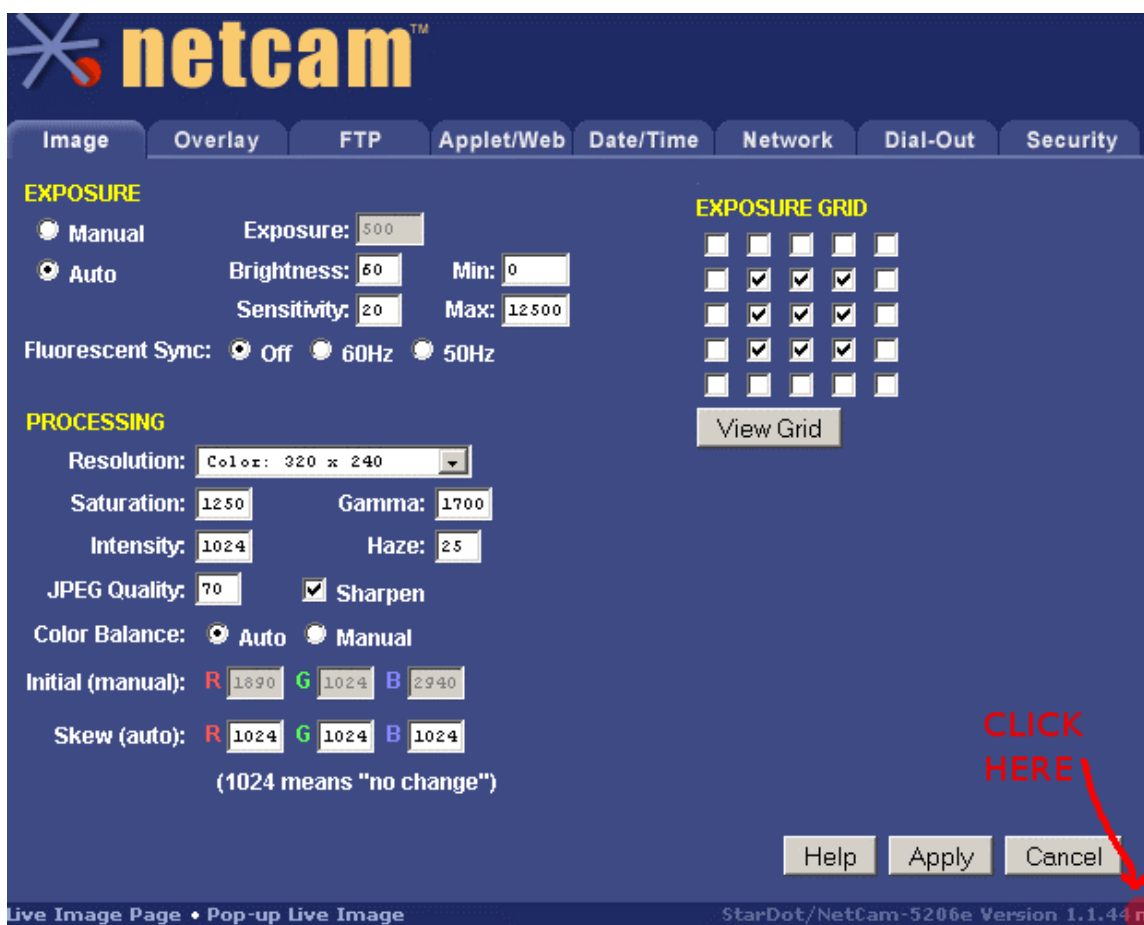 netcam™
Image Overlay FTP Applet/Web Date/Time Network Dial-Out Security
EXPOSURE
Manual Exposure: 500
Auto Brightness: 60 Min: 0
Sensitivity: 20 Max: 12500
Fluorescent Sync: Off 60Hz 50Hz
EXPOSURE GRID
View Grid
PROCESSING
Resolution: Color: 320 x 240
Saturation: 1250 Gamma: 1700
Intensity: 1024 Haze: 25
JPEG Quality: 70 Sharpen
Color Balance: Auto Manual
Initial (manual): R 1890 G 1024 B 2940
Skew (auto): R 1024 G 1024 B 1024
(1024 means "no change")
CLICK
HERE
Help Apply Cancel
Live Image Page • Pop-up Live Image StarDot/NetCam-5206e Version 1.1.44